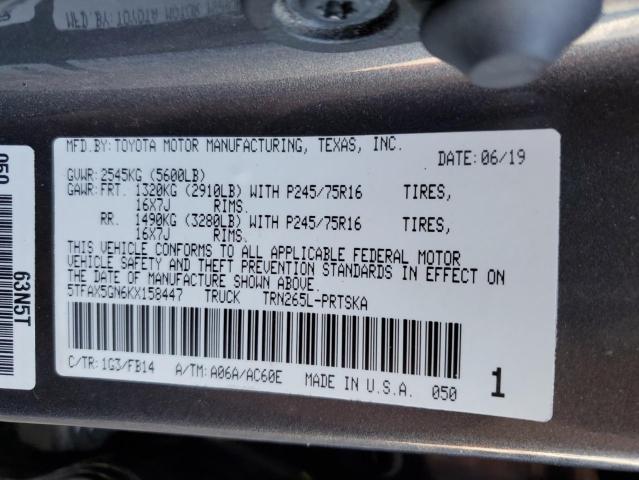 MFD.BY:TOYOTA MOTOR MANUFACTURING, TEXAS, INC.
DATE:06/19
GVWR:2545KG (5600LB)
GAWR:FRT. 1320KG (2910LB) WITH P245/75R16 TIRES,
16X7J RIMS.
RR. 1490KG (3280LB) WITH P245/75R16 TIRES,
16X7J RIMS.
THIS VEHICLE CONFORMS TO ALL APPLICABLE FEDERAL MOTOR
VEHICLE SAFETY AND THEFT PREVENTION STANDARDS IN EFFECT ON
THE DATE OF MANUFACTURE SHOWN ABOVE.
5TFAX5GN6KX158447 TRUCK TRN265L-PRTSKA
C/TR:1G3/FB14 A/TM:A06A/AC60E MADE IN U.S.A. 050 1
050
63N5T